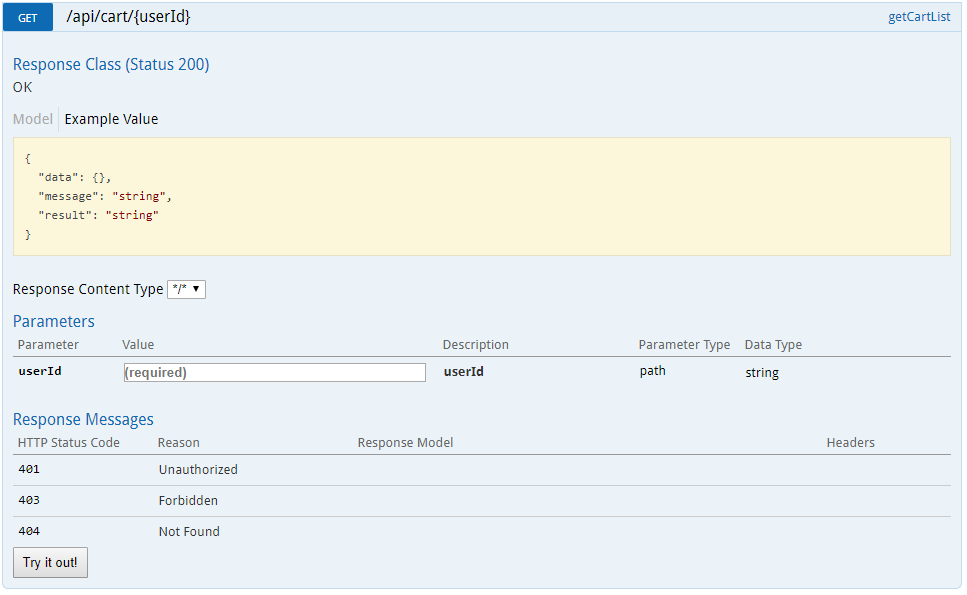 GET /api/cart/{userId} getCartList
Response Class (Status 200)
OK
Model Example Value
{
  "data": {},
  "message": "string",
  "result": "string"
}
Response Content Type */* ▼
Parameters
Parameter Value Description Parameter Type Data Type
userId (required) userId path string
Response Messages
HTTP Status Code Reason Response Model Headers
401 Unauthorized
403 Forbidden
404 Not Found
Try it out!